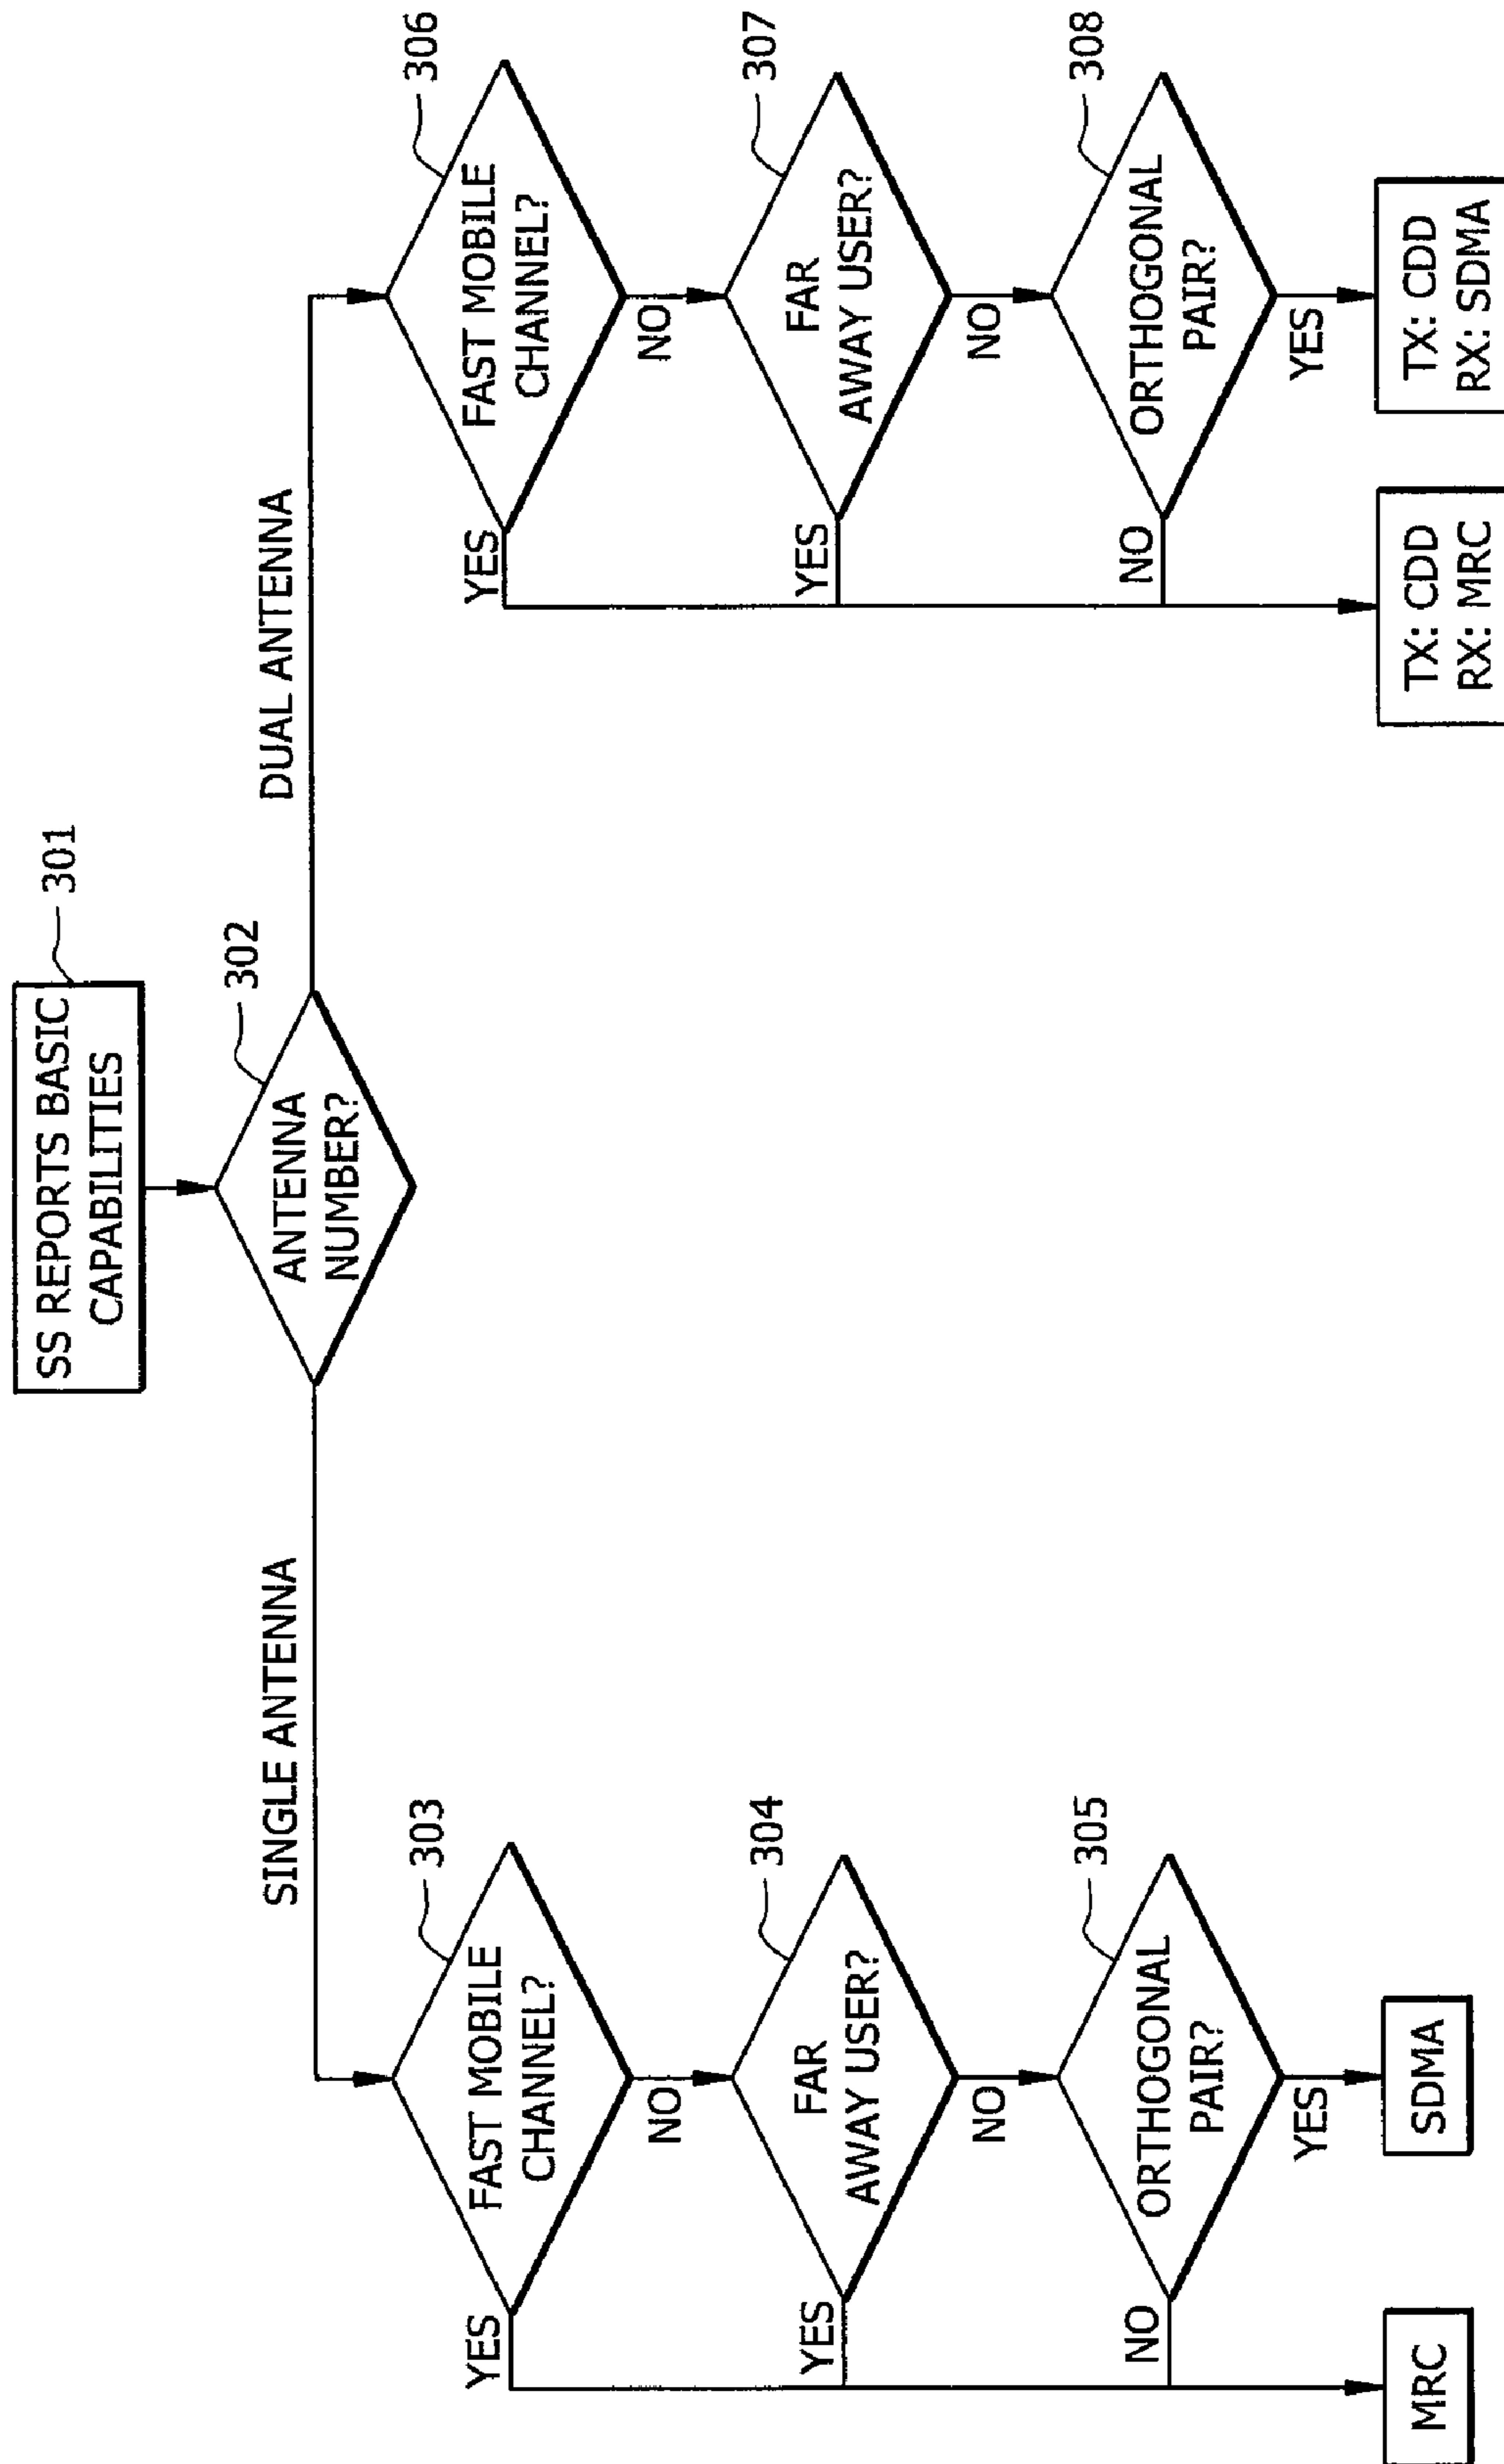 SS REPORTS BASIC
CAPABILITIES
301
ANTENNA
NUMBER?
302
SINGLE ANTENNA
DUAL ANTENNA
FAST MOBILE
CHANNEL?
303
YES
NO
FAR
AWAY USER?
304
YES
NO
ORTHOGONAL
PAIR?
305
NO
YES
MRC
SDMA
FAST MOBILE
CHANNEL?
306
YES
NO
FAR
AWAY USER?
307
YES
NO
ORTHOGONAL
PAIR?
308
NO
YES
TX: CDD
RX: MRC
TX: CDD
RX: SDMA